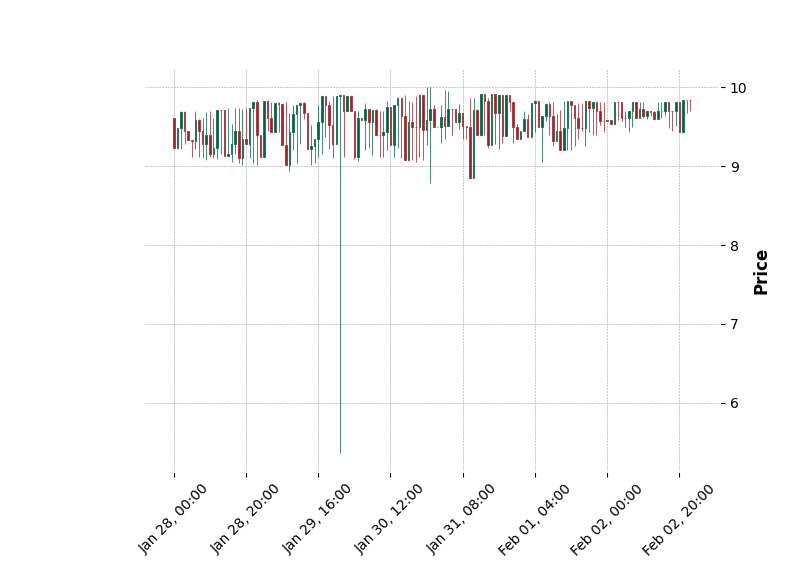 10
9
8
7
6
Price
Jan 28, 00:00
Jan 28, 20:00
Jan 29, 16:00
Jan 30, 12:00
Jan 31, 08:00
Feb 01, 04:00
Feb 02, 00:00
Feb 02, 20:00